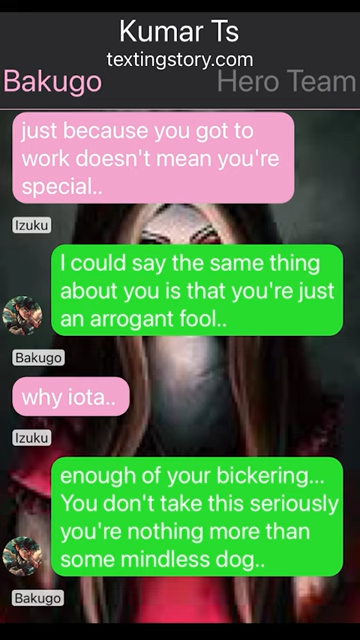 Kumar Ts
textingstory.com
Bakugo Hero Team
just because you got to
work doesn't mean you're
special..
Izuku
I could say the same thing
about you is that you're just
an arrogant fool..
Bakugo
why iota..
Izuku
enough of your bickering...
You don't take this seriously
you're nothing more than
some mindless dog..
Bakugo